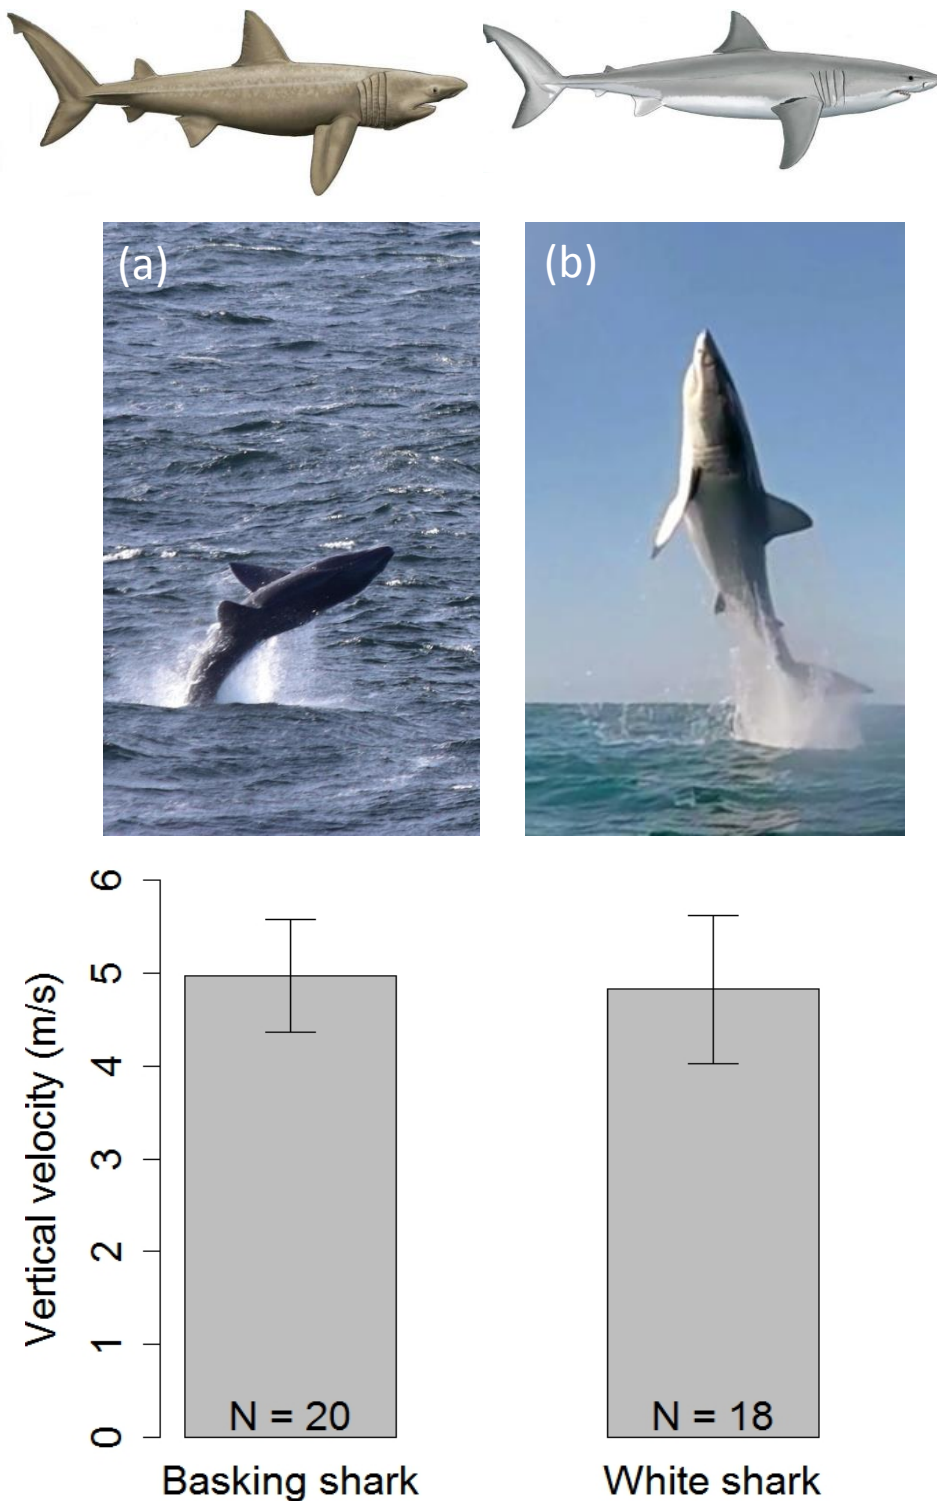 (a)
(b)
Vertical velocity (m/s)
6
5
4
3
2
1
0
N = 20
N = 18
Basking shark
White shark